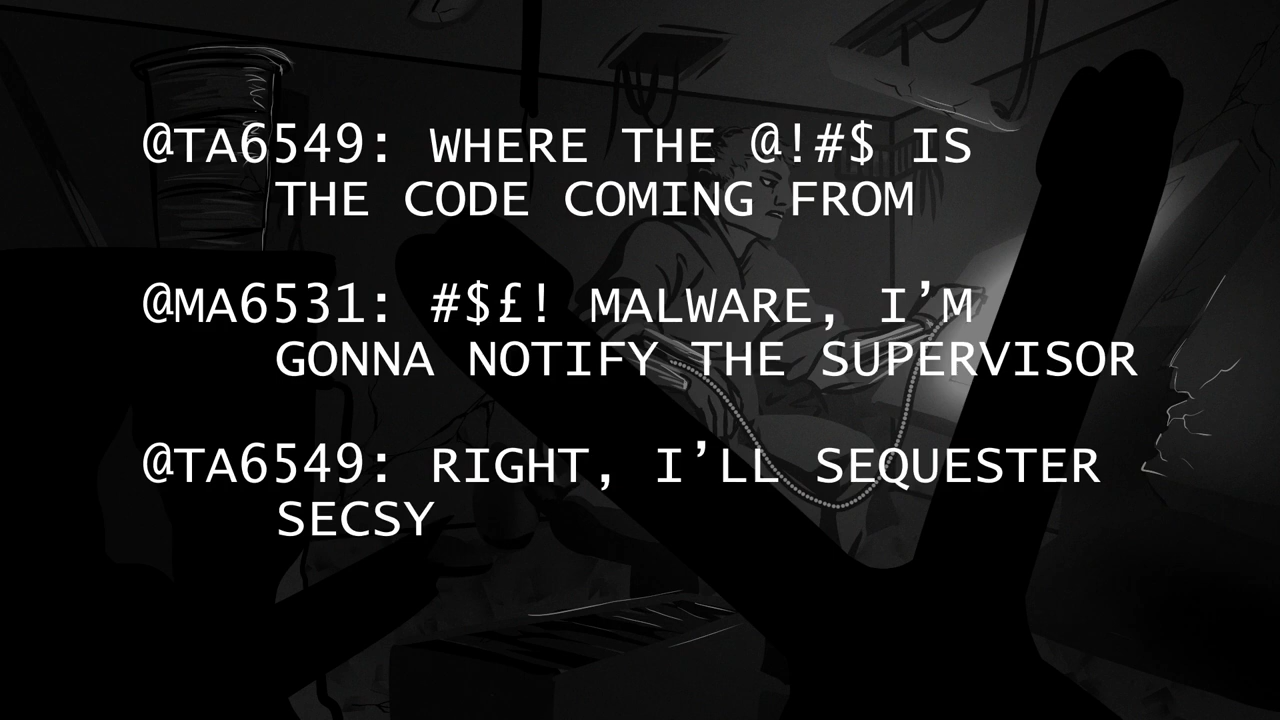 @TA6549: WHERE THE @!#$ IS
THE CODE COMING FROM
@MA6531: #$£! MALWARE, I’M
GONNA NOTIFY THE SUPERVISOR
@TA6549: RIGHT, I’LL SEQUESTER
SECSY